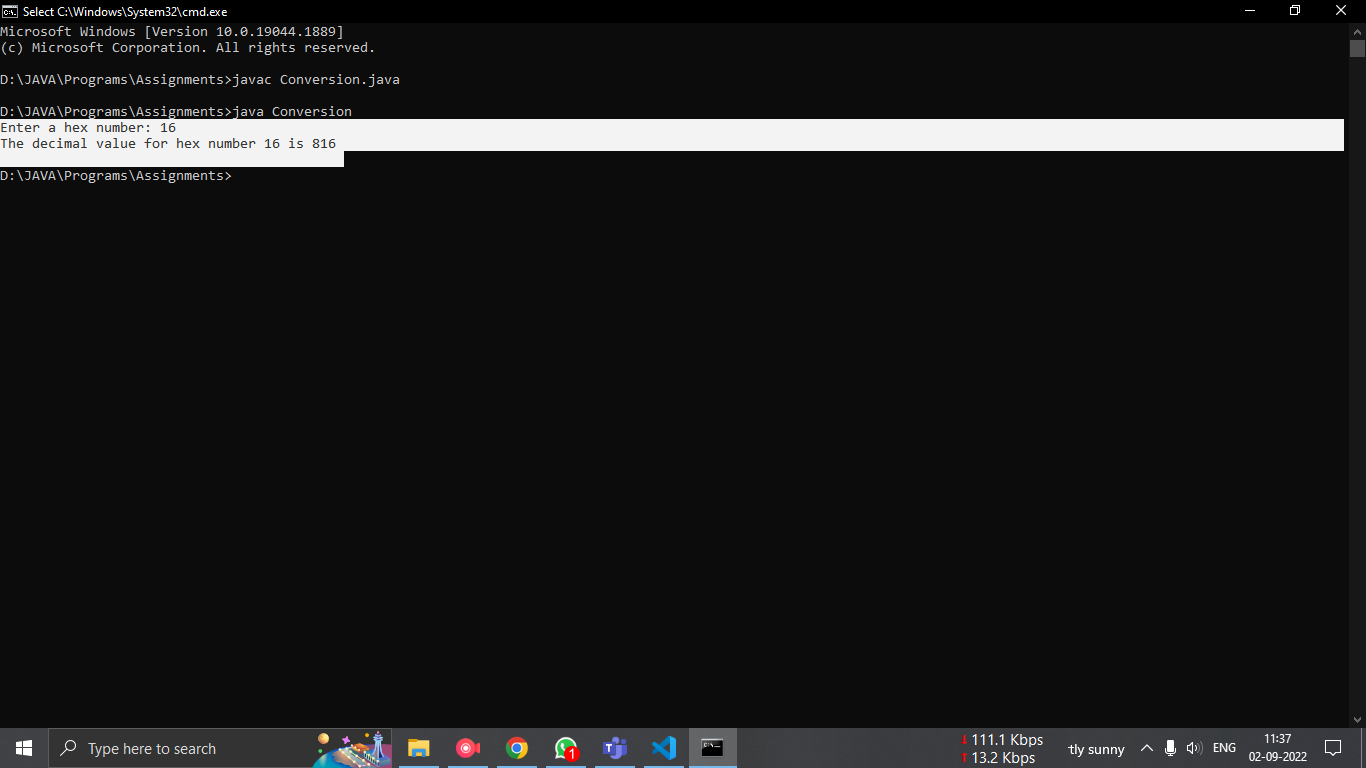 Select C:\Windows\System32\cmd.exe
Microsoft Windows [Version 10.0.19044.1889]
(c) Microsoft Corporation. All rights reserved.
D:\JAVA\Programs\Assignments>javac Conversion.java
D:\JAVA\Programs\Assignments>java Conversion
Enter a hex number: 16
The decimal value for hex number 16 is 816
D:\JAVA\Programs\Assignments>
Type here to search
1
111.1 Kbps
13.2 Kbps
tly sunny
ENG
11:37
02-09-2022